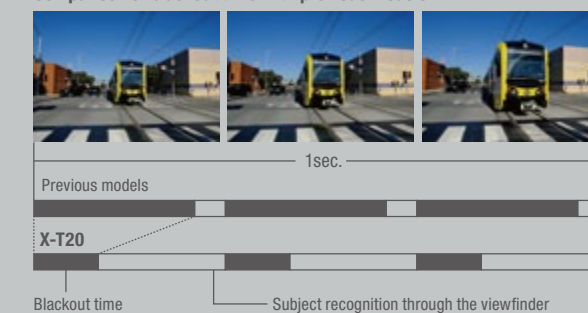 1sec.
Previous models
X-T20
Blackout time
Subject recognition through the viewfinder